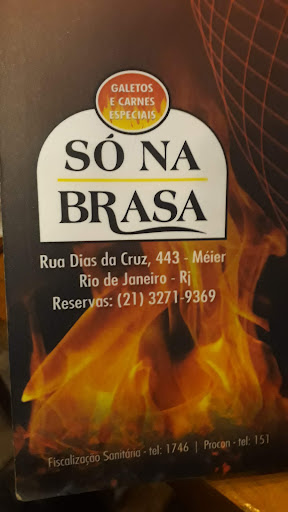 GALETOS
E CARNES
ESPECIAIS
SÓ NA
BRASA
Rua Dias da Cruz, 443 - Méier
Rio de Janeiro - Rj
Reservas: (21) 3271-9369
Fiscalização Sanitária - tel: 1746 | Procon - tel: 151